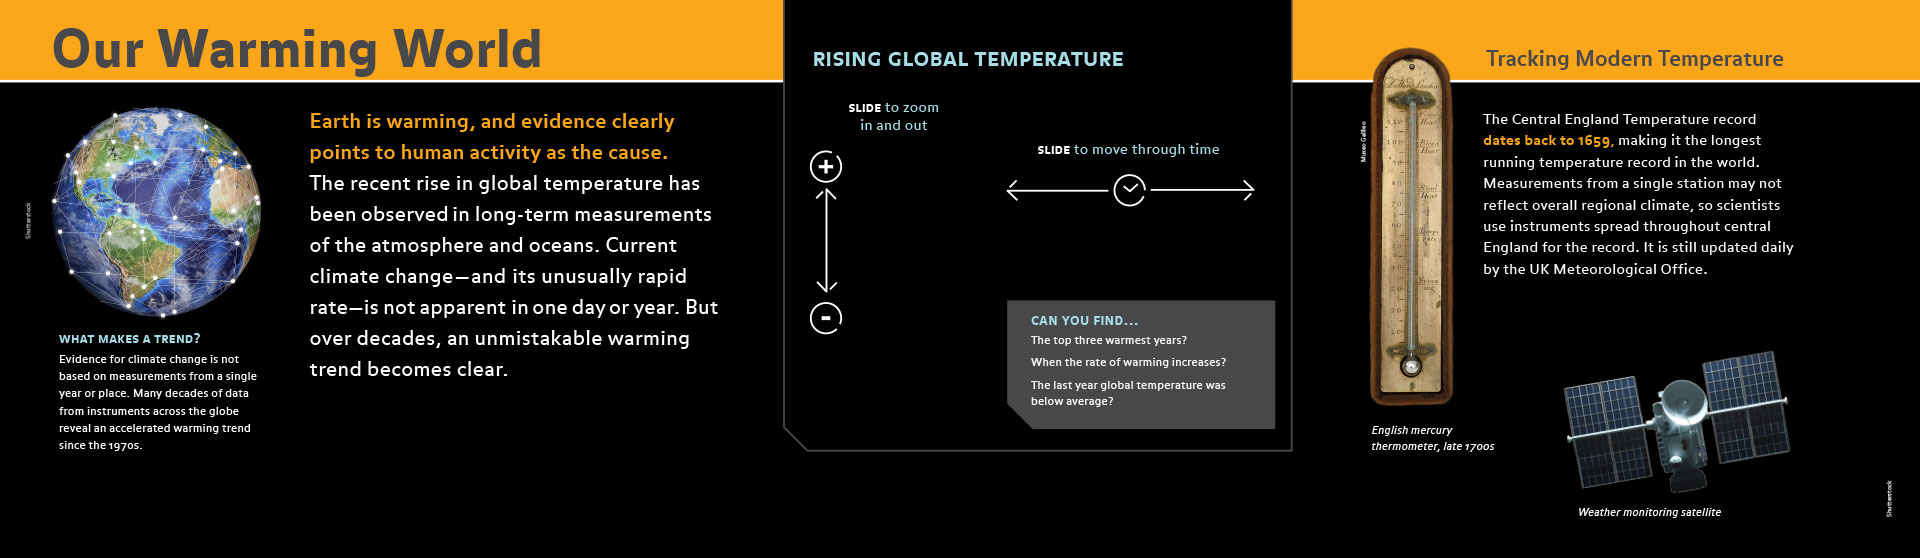 Our Warming World
Shutterstock
WHAT MAKES A TREND?
Evidence for climate change is not
based on measurements from a single
year or place. Many decades of data
from instruments across the globe
reveal an accelerated warming trend
since the 1970s.
Earth is warming, and evidence clearly
points to human activity as the cause.
The recent rise in global temperature has
been observed in long-term measurements
of the atmosphere and oceans. Current
climate change—and its unusually rapid
rate—is not apparent in one day or year. But
over decades, an unmistakable warming
trend becomes clear.
RISING GLOBAL TEMPERATURE
SLIDE to zoom
in and out
+
-
SLIDE to move through time
CAN YOU FIND...
The top three warmest years?
When the rate of warming increases?
The last year global temperature was
below average?
Museo Galileo
English mercury
thermometer, late 1700s
Tracking Modern Temperature
The Central England Temperature record
dates back to 1659, making it the longest
running temperature record in the world.
Measurements from a single station may not
reflect overall regional climate, so scientists
use instruments spread throughout central
England for the record. It is still updated daily
by the UK Meteorological Office.
Weather monitoring satellite
Shutterstock